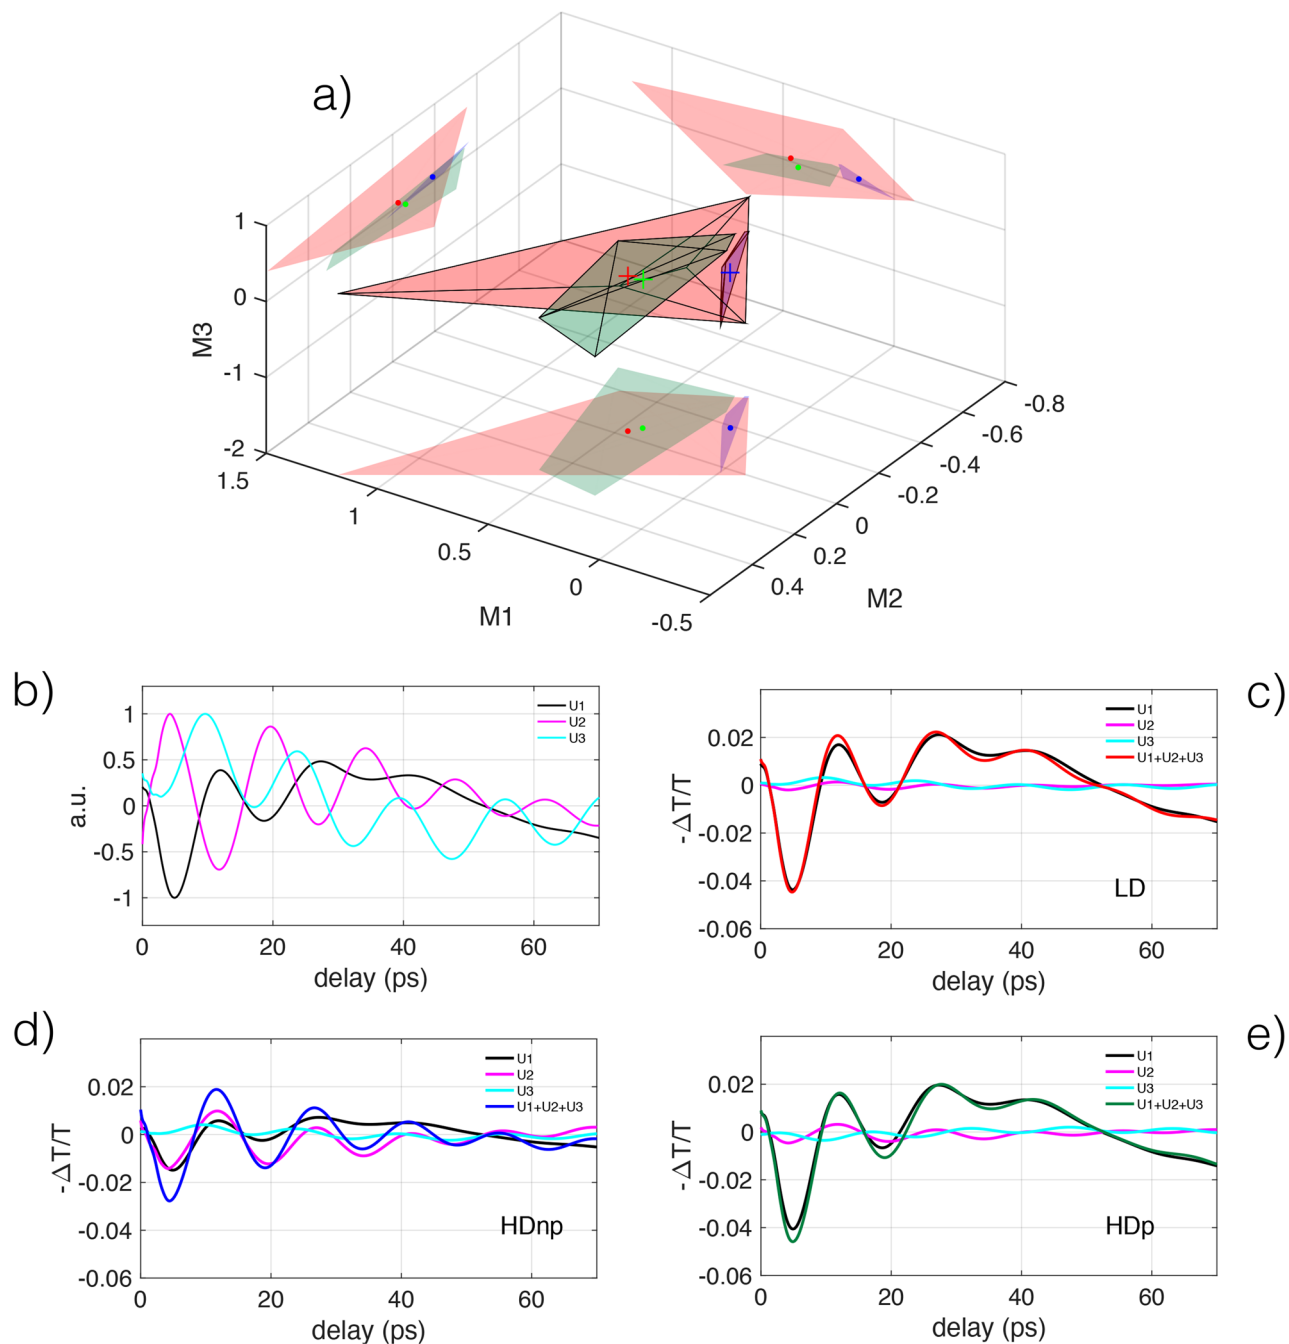 a)
1
0
-1
-2
M3
1.5
1
0.5
0
-0.5
M1
-0.8
-0.6
-0.4
-0.2
0
0.2
0.4
M2
b)
1
0.5
0
-0.5
-1
a.u.
0
20
40
60
delay (ps)
U1
U2
U3
c)
0.02
0
-0.02
-0.04
-0.06
-ΔT/T
0
20
40
60
delay (ps)
U1
U2
U3
U1+U2+U3
LD
d)
0.02
0
-0.02
-0.04
-0.06
-ΔT/T
0
20
40
60
delay (ps)
U1
U2
U3
U1+U2+U3
HDnp
e)
0.02
0
-0.02
-0.04
-0.06
-ΔT/T
0
20
40
60
delay (ps)
U1
U2
U3
U1+U2+U3
HDp